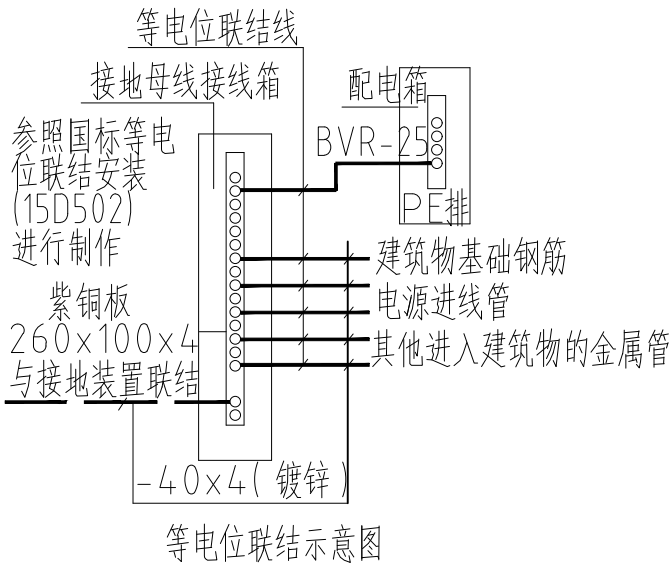 等电位联结线
接地母线接线箱
配电箱
参照国标等电
位联结安装
(15D502)
进行制作
BVR-25
PE排
建筑物基础钢筋
电源进线管
其他进入建筑物的金属管
紫铜板
260x100x4
与接地装置联结
-40x4(镀锌)
等电位联结示意图